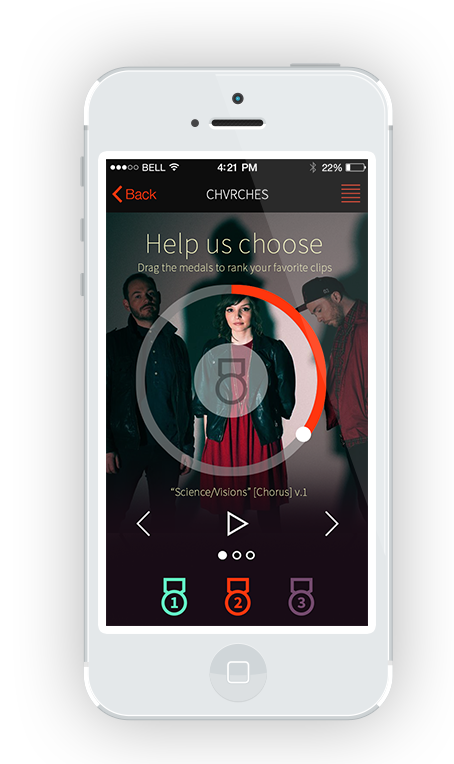 BELL 4:21 PM 22%
Back CHVRCHES
Help us choose
Drag the medals to rank your favorite clips
“Science/Visions” [Chorus] v.1
1 2 3